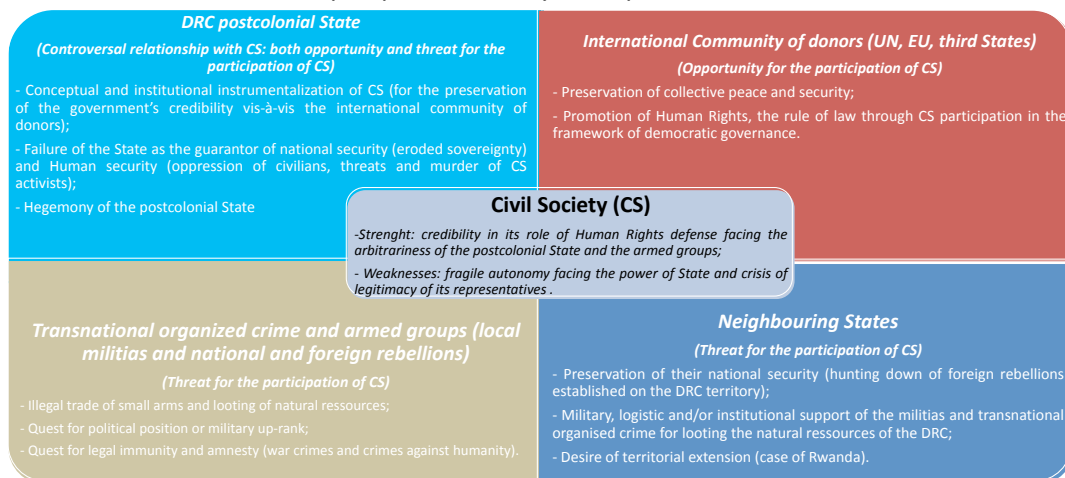 DRC postcolonial State
(Controversal relationship with CS: both opportunity and threat for the
participation of CS)
- Conceptual and institutional instrumentalization of CS (for the preservation
of the government's credibility vis-à-vis the international community of
donors);
- Failure of the State as the guarantor of national security (eroded sovereignty)
and Human security (oppression of civilians, threats and murder of CS
activists);
- Hegemony of the postcolonial State
International Community of donors (UN, EU, third States)
(Opportunity for the participation of CS)
- Preservation of collective peace and security;
- Promotion of Human Rights, the rule of law through CS participation in the
framework of democratic governance.
Civil Society (CS)
-Strenght: credibility in its role of Human Rights defense facing the
arbitrariness of the postcolonial State and the armed groups;
- Weaknesses: fragile autonomy facing the power of State and crisis of
legitimacy of its representatives .
Transnational organized crime and armed groups (local
militias and national and foreign rebellions)
(Threat for the participation of CS)
- Illegal trade of small arms and looting of natural ressources;
- Quest for political position or military up-rank;
- Quest for legal immunity and amnesty (war crimes and crimes against humanity).
Neighbouring States
(Threat for the participation of CS)
- Preservation of their national security (hunting down of foreign rebellions
established on the DRC territory);
- Military, logistic and/or institutional support of the militias and transnational
organised crime for looting the natural ressources of the DRC;
- Desire of territorial extension (case of Rwanda).